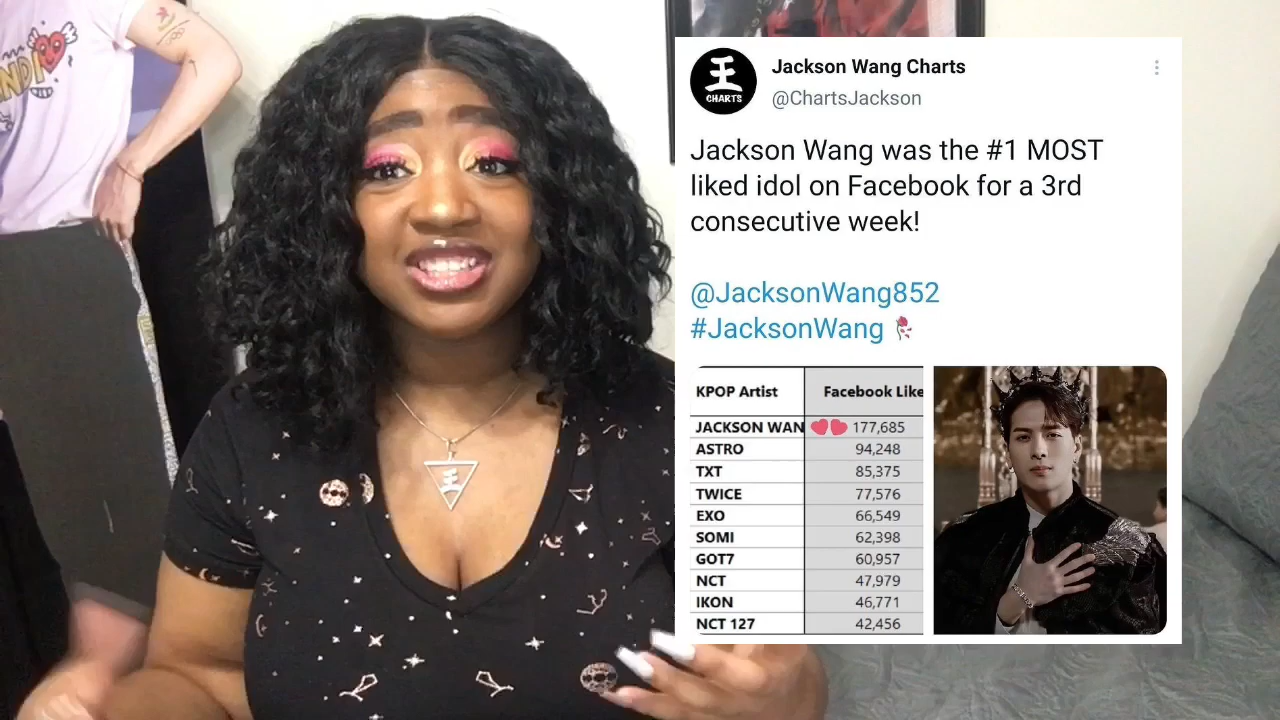 王
CHARTS
Jackson Wang Charts
@ChartsJackson
Jackson Wang was the #1 MOST
liked idol on Facebook for a 3rd
consecutive week!
@JacksonWang852
#JacksonWang
KPOP Artist Facebook Like
JACKSON WAN 177,685
ASTRO 94,248
TXT 85,375
TWICE 77,576
EXO 66,549
SOMI 62,398
GOT7 60,957
NCT 47,979
IKON 46,771
NCT 127 42,456
王